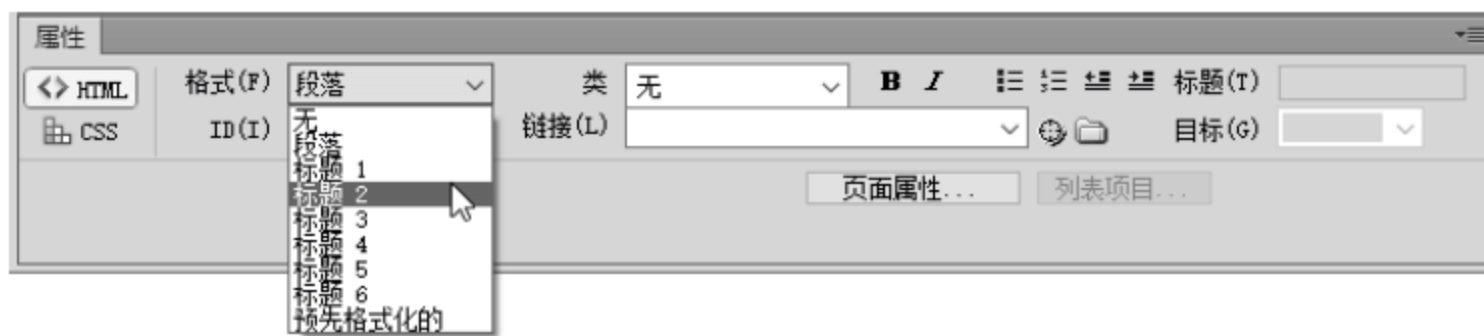 属性
<> HTML 格式(F) 段落 类 无 B I 标题(T)
CSS ID(I) 链接(L) 目标(G)
无
段落
标题 1
标题 2
标题 3
标题 4
标题 5
标题 6
预先格式化的
页面属性... 列表项目...